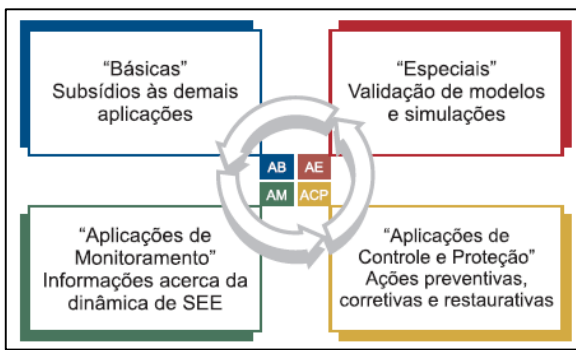 “Básicas”
Subsídios às demais
aplicações
“Especiais”
Validação de modelos
e simulações
AB AE
AM ACP
“Aplicações de
Monitoramento”
Informações acerca da
dinâmica de SEE
“Aplicações de
Controle e Proteção”
Ações preventivas,
corretivas e restaurativas